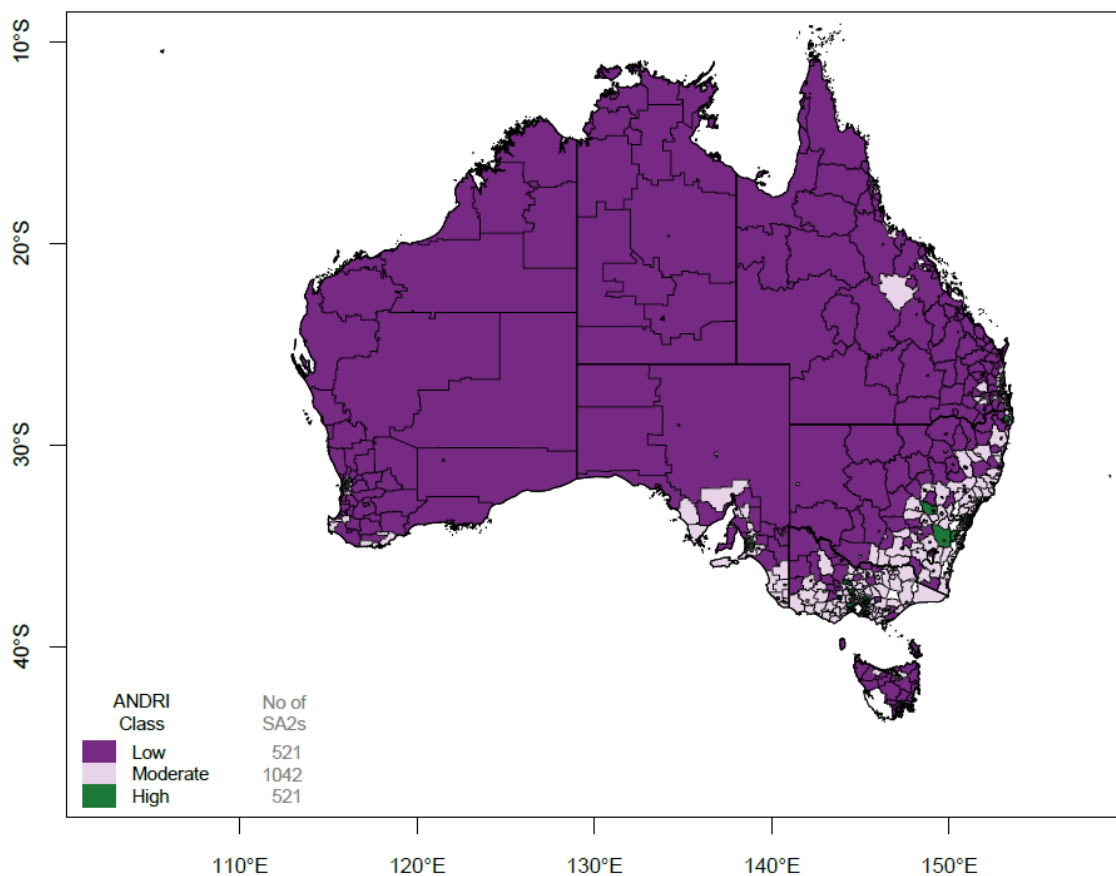 10°S
20°S
30°S
40°S
ANDRI No of
Class SA2s
Low 521
Moderate 1042
High 521
110°E 120°E 130°E 140°E 150°E